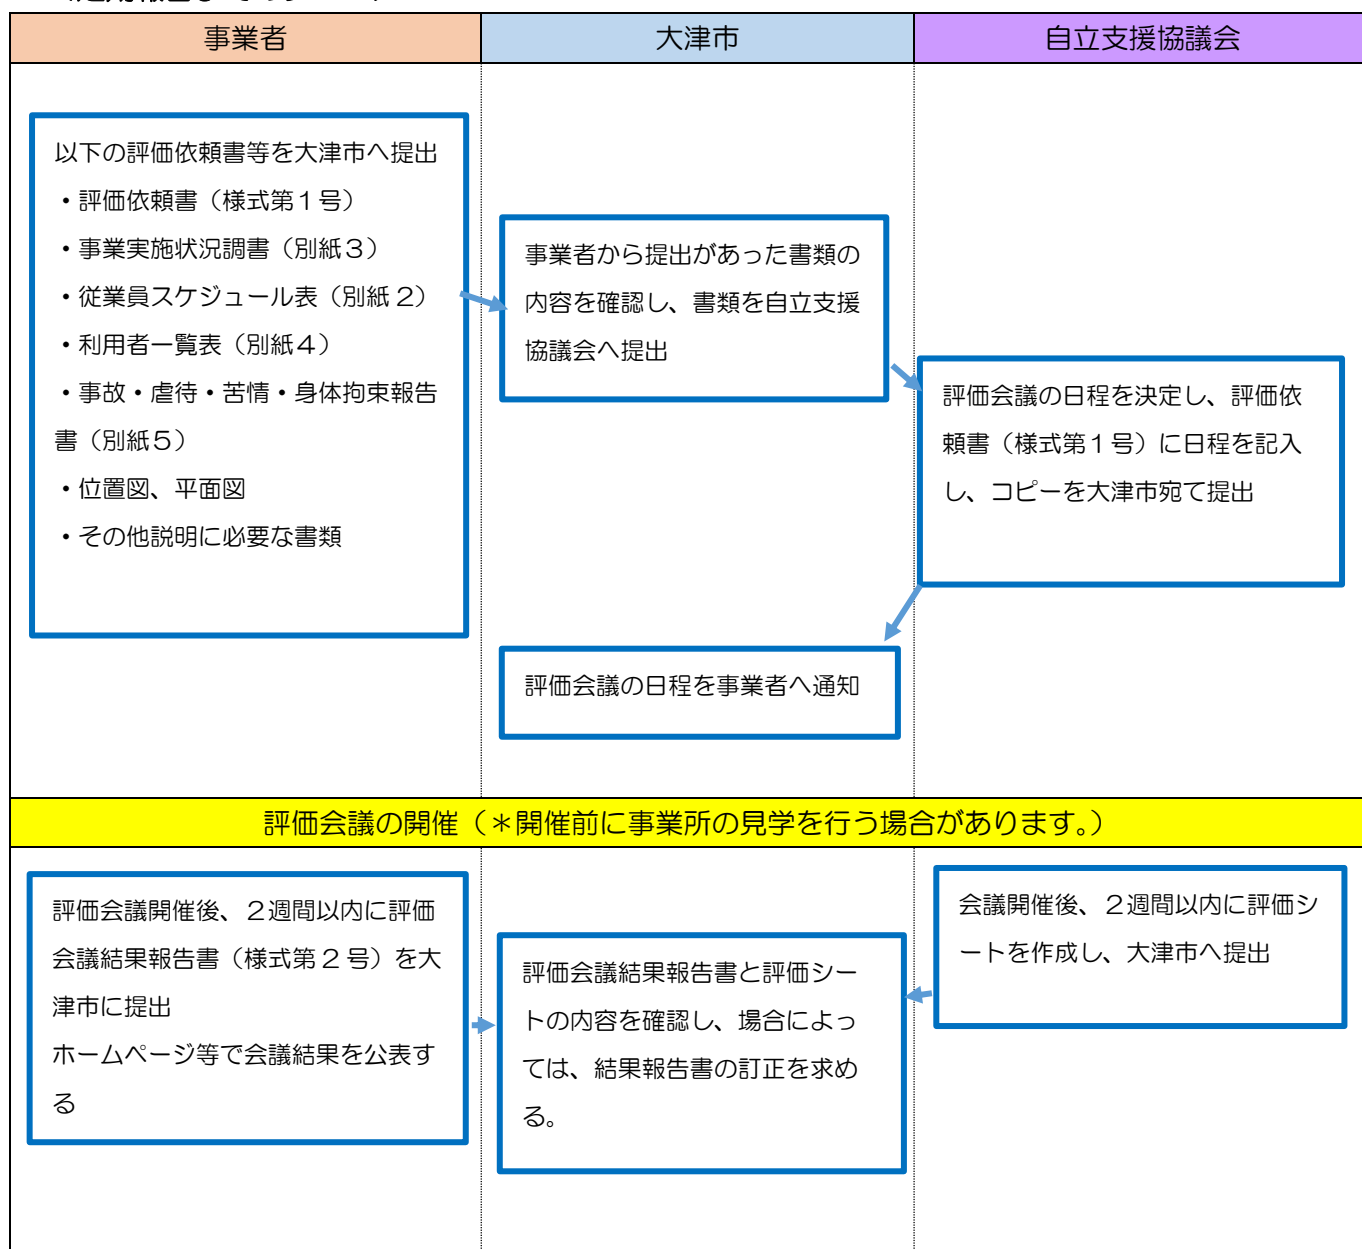 事業者
大津市
自立支援協議会
以下の評価依頼書等を大津市へ提出
・評価依頼書（様式第１号）
・事業実施状況調書（別紙３）
・従業員スケジュール表（別紙２）
・利用者一覧表（別紙４）
・事故・虐待・苦情・身体拘束報告
書（別紙５）
・位置図、平面図
・その他説明に必要な書類
事業者から提出があった書類の
内容を確認し、書類を自立支援
協議会へ提出
評価会議の日程を決定し、評価依
頼書（様式第１号）に日程を記入
し、コピーを大津市宛て提出
評価会議の日程を事業者へ通知
評価会議の開催（＊開催前に事業所の見学を行う場合があります。）
評価会議開催後、２週間以内に評価
会議結果報告書（様式第２号）を大
津市に提出
ホームページ等で会議結果を公表す
る
評価会議結果報告書と評価シー
トの内容を確認し、場合によっ
ては、結果報告書の訂正を求め
る。
会議開催後、２週間以内に評価シ
ートを作成し、大津市へ提出